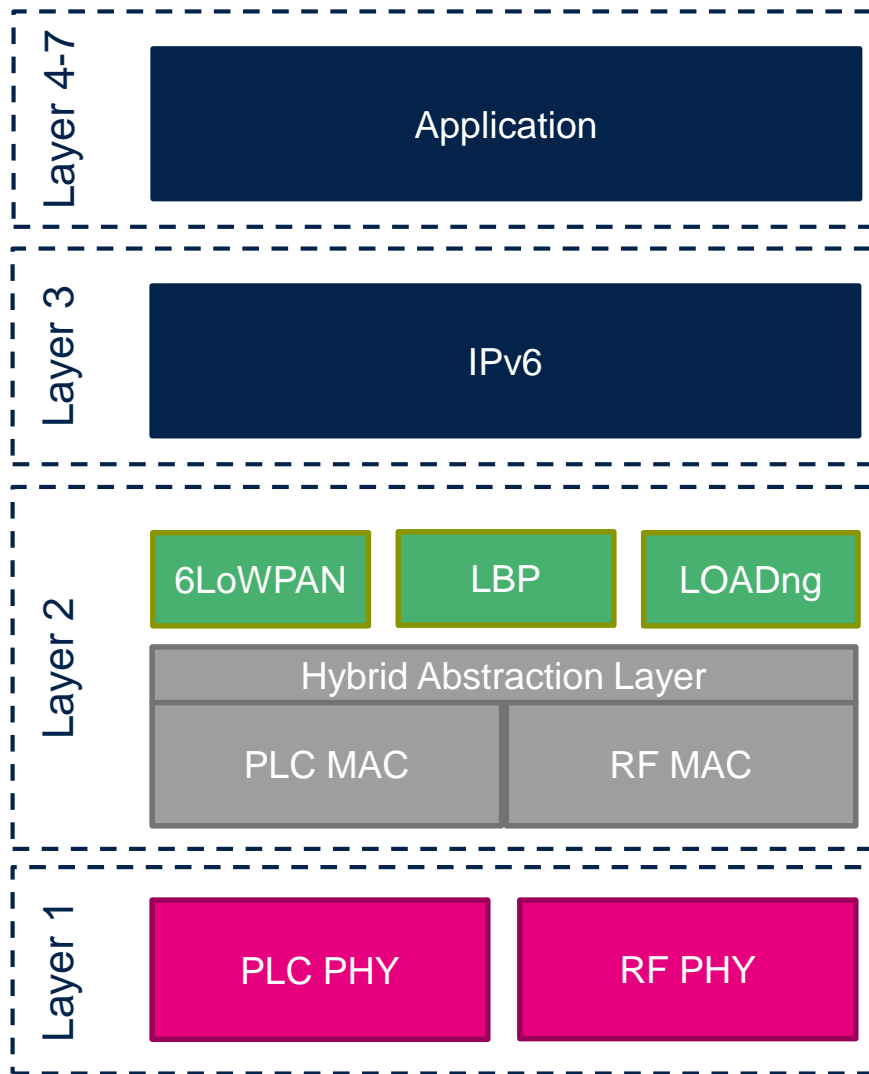 Layer 4-7
Application
Layer 3
IPv6
Layer 2
6LoWPAN
LBP
LOADng
Hybrid Abstraction Layer
PLC MAC
RF MAC
Layer 1
PLC PHY
RF PHY